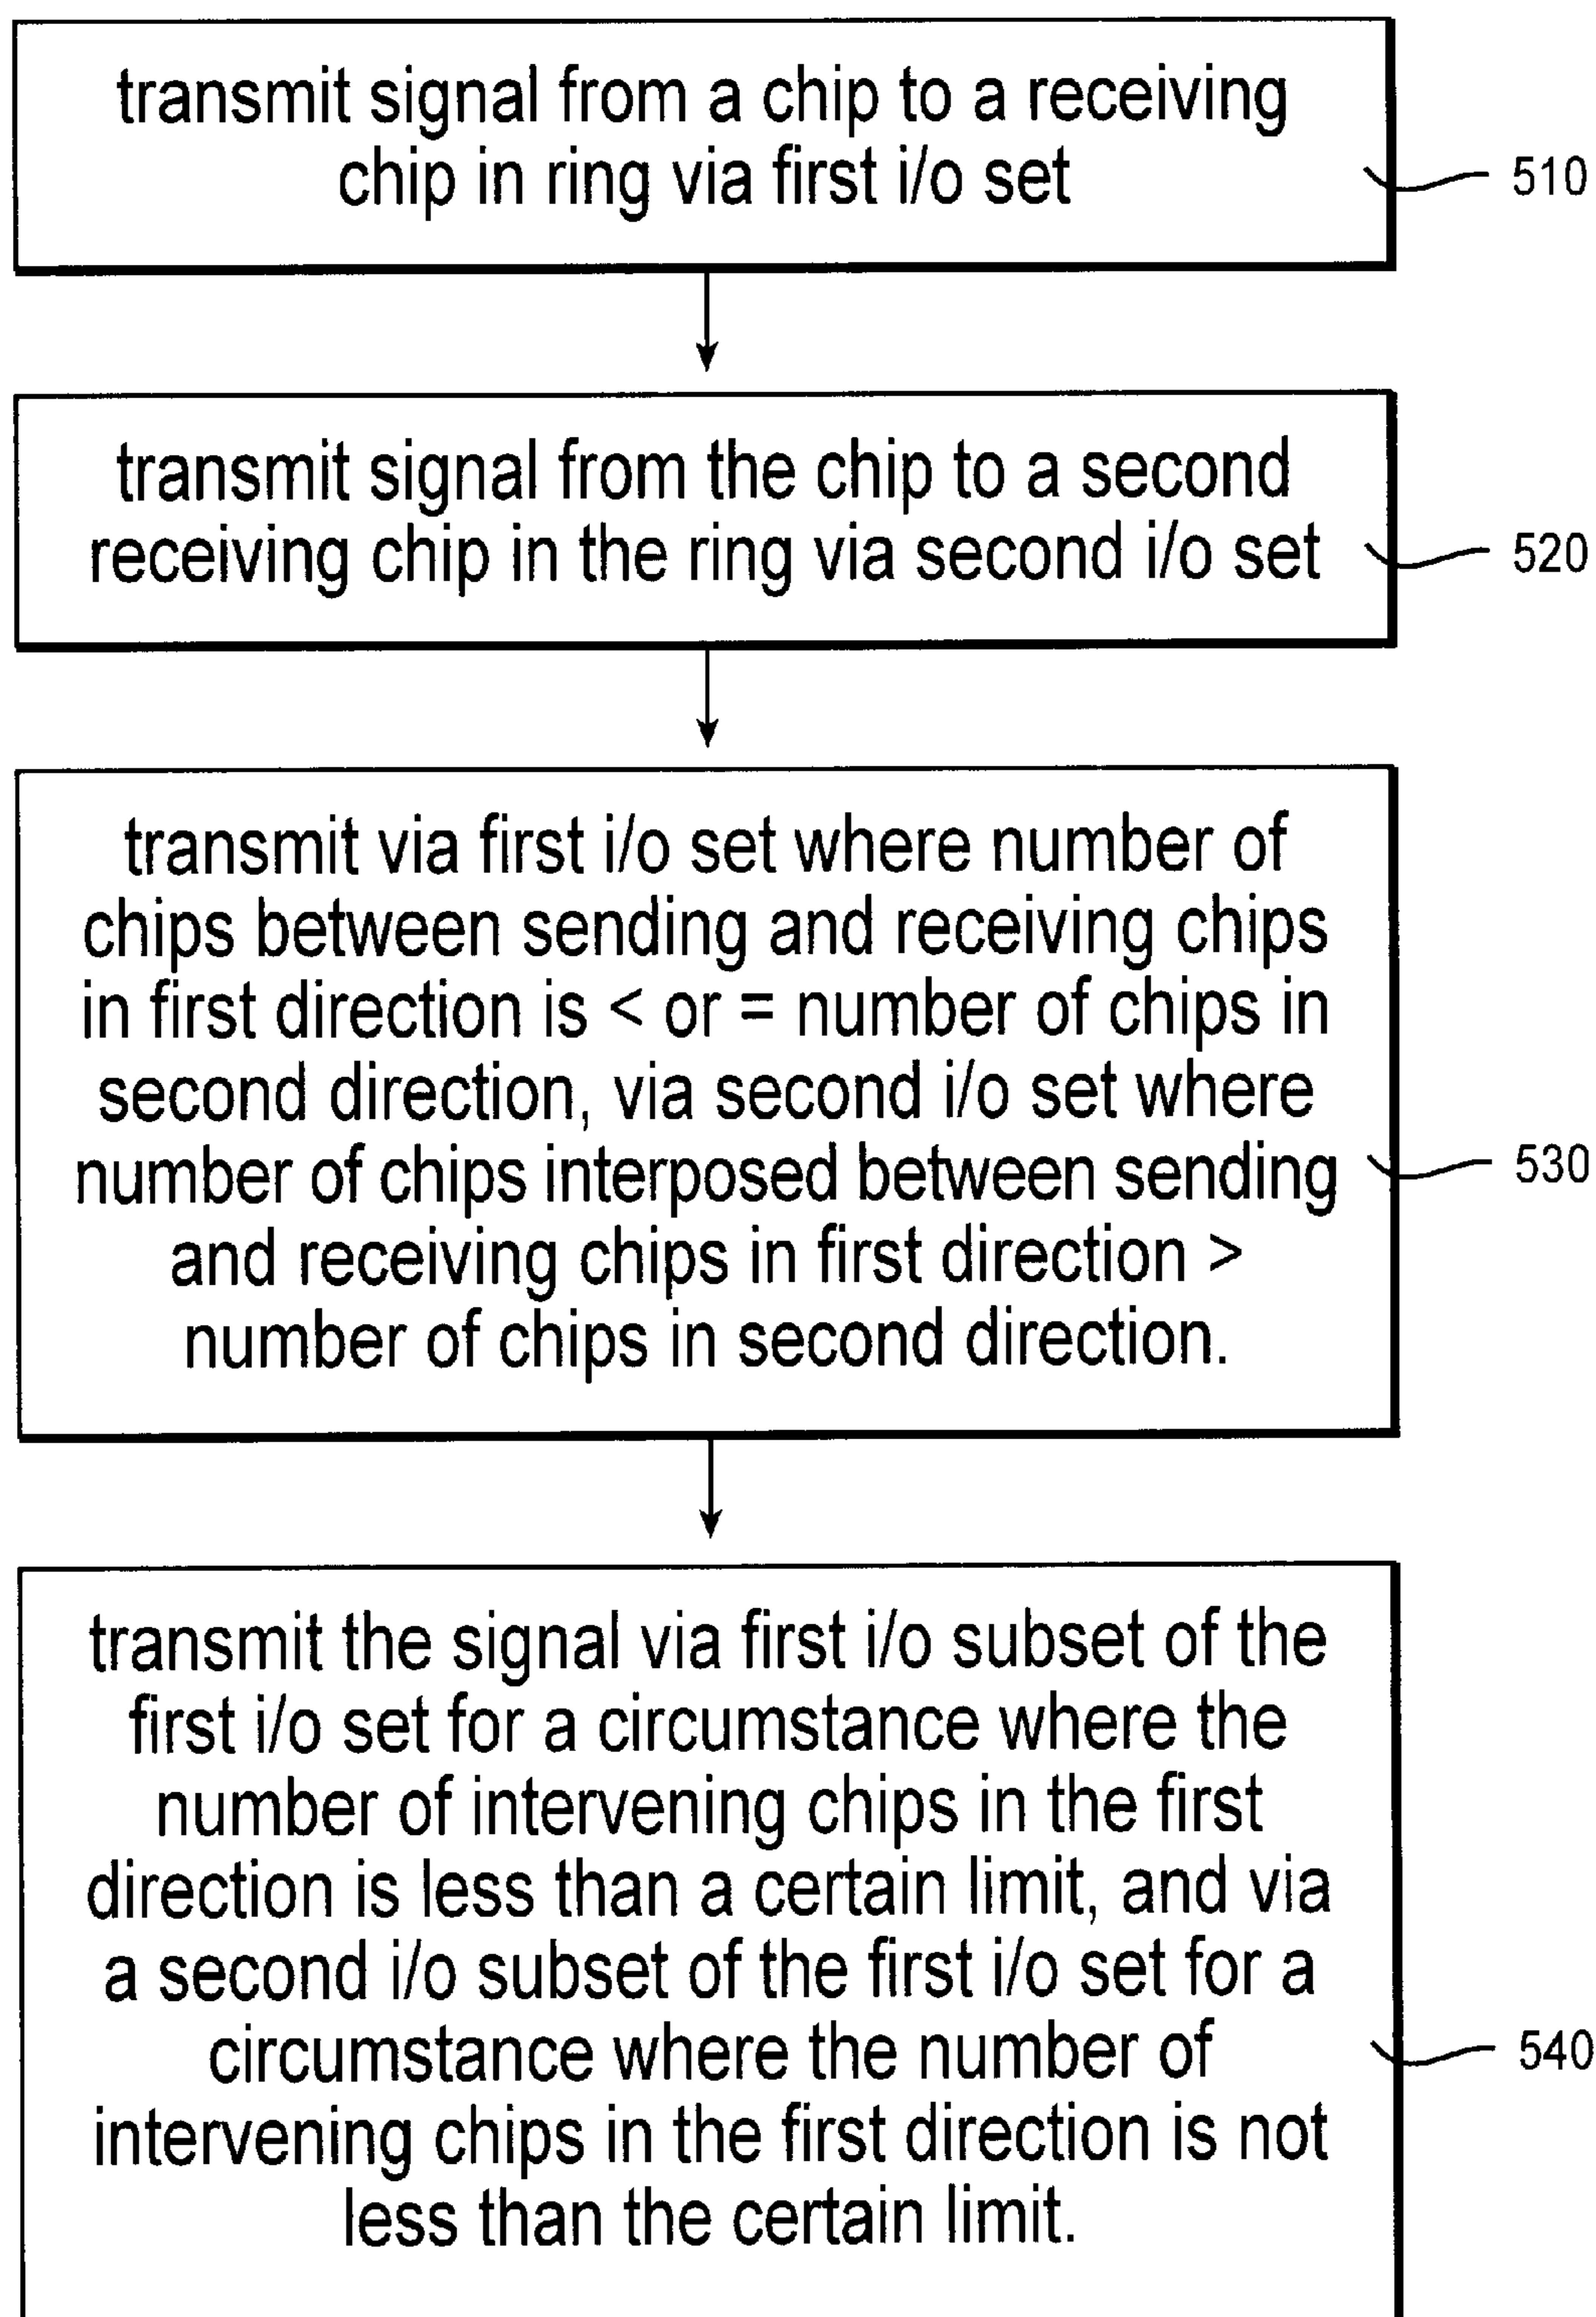 transmit signal from a chip to a receiving
chip in ring via first i/o set
510
transmit signal from the chip to a second
receiving chip in the ring via second i/o set
520
transmit via first i/o set where number of
chips between sending and receiving chips
in first direction is < or = number of chips in
second direction, via second i/o set where
number of chips interposed between sending
and receiving chips in first direction >
number of chips in second direction.
530
transmit the signal via first i/o subset of the
first i/o set for a circumstance where the
number of intervening chips in the first
direction is less than a certain limit, and via
a second i/o subset of the first i/o set for a
circumstance where the number of
intervening chips in the first direction is not
less than the certain limit.
540